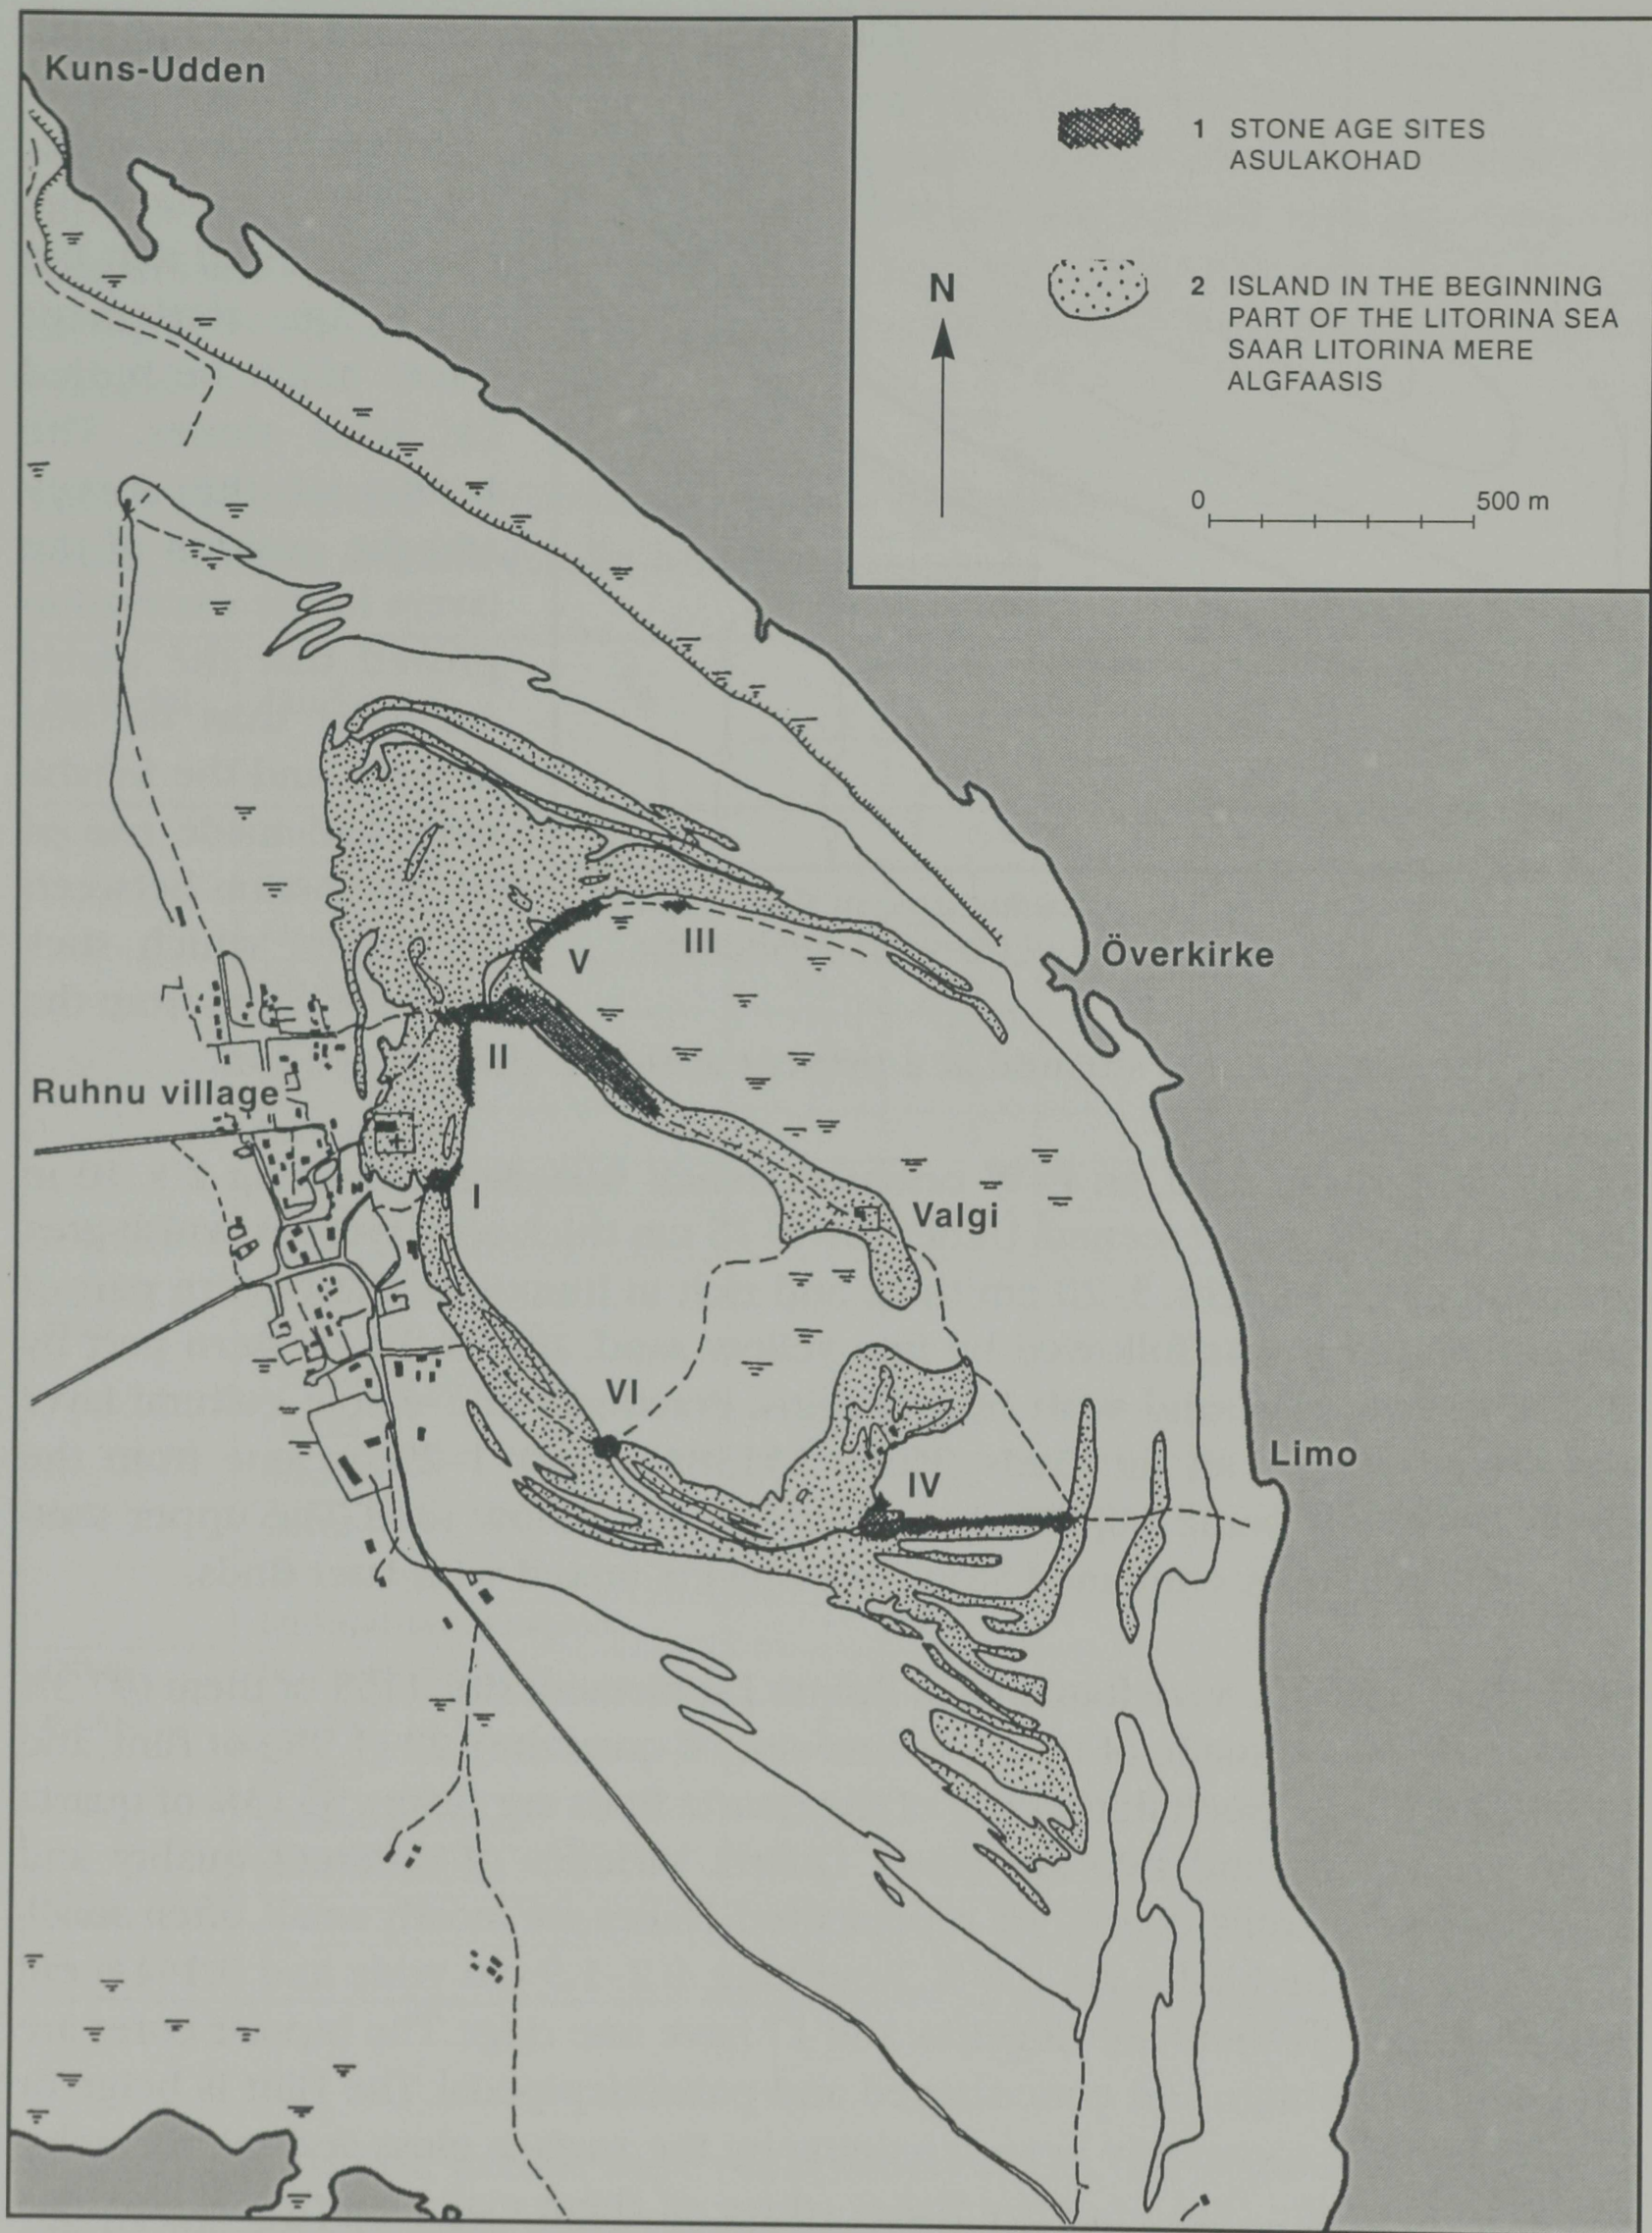 Kuns-Udden
1 STONE AGE SITES
ASULAKOHAD
N
2 ISLAND IN THE BEGINNING
PART OF THE LITORINA SEA
SAAR LITORINA MERE
ALGFAASIS
0 500 m
V
III
Överkirke
II
Ruhnu village
I
Valgi
VI
Limo
IV